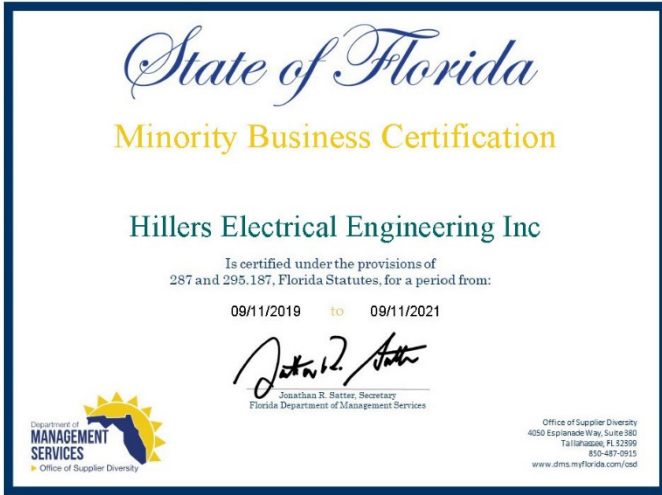 State of Florida
Minority Business Certification
Hillers Electrical Engineering Inc
Is certified under the provisions of
287 and 295.187, Florida Statutes, for a period from:
09/11/2019 to 09/11/2021
Jonathan R. Satter, Secretary
Florida Department of Management Services
Department of
MANAGEMENT
SERVICES
Office of Supplier Diversity
Office of Supplier Diversity
4050 Esplanade Way, Suite 380
Tallahassee, FL 32399
850-487-0915
www.dms.myflorida.com/osd